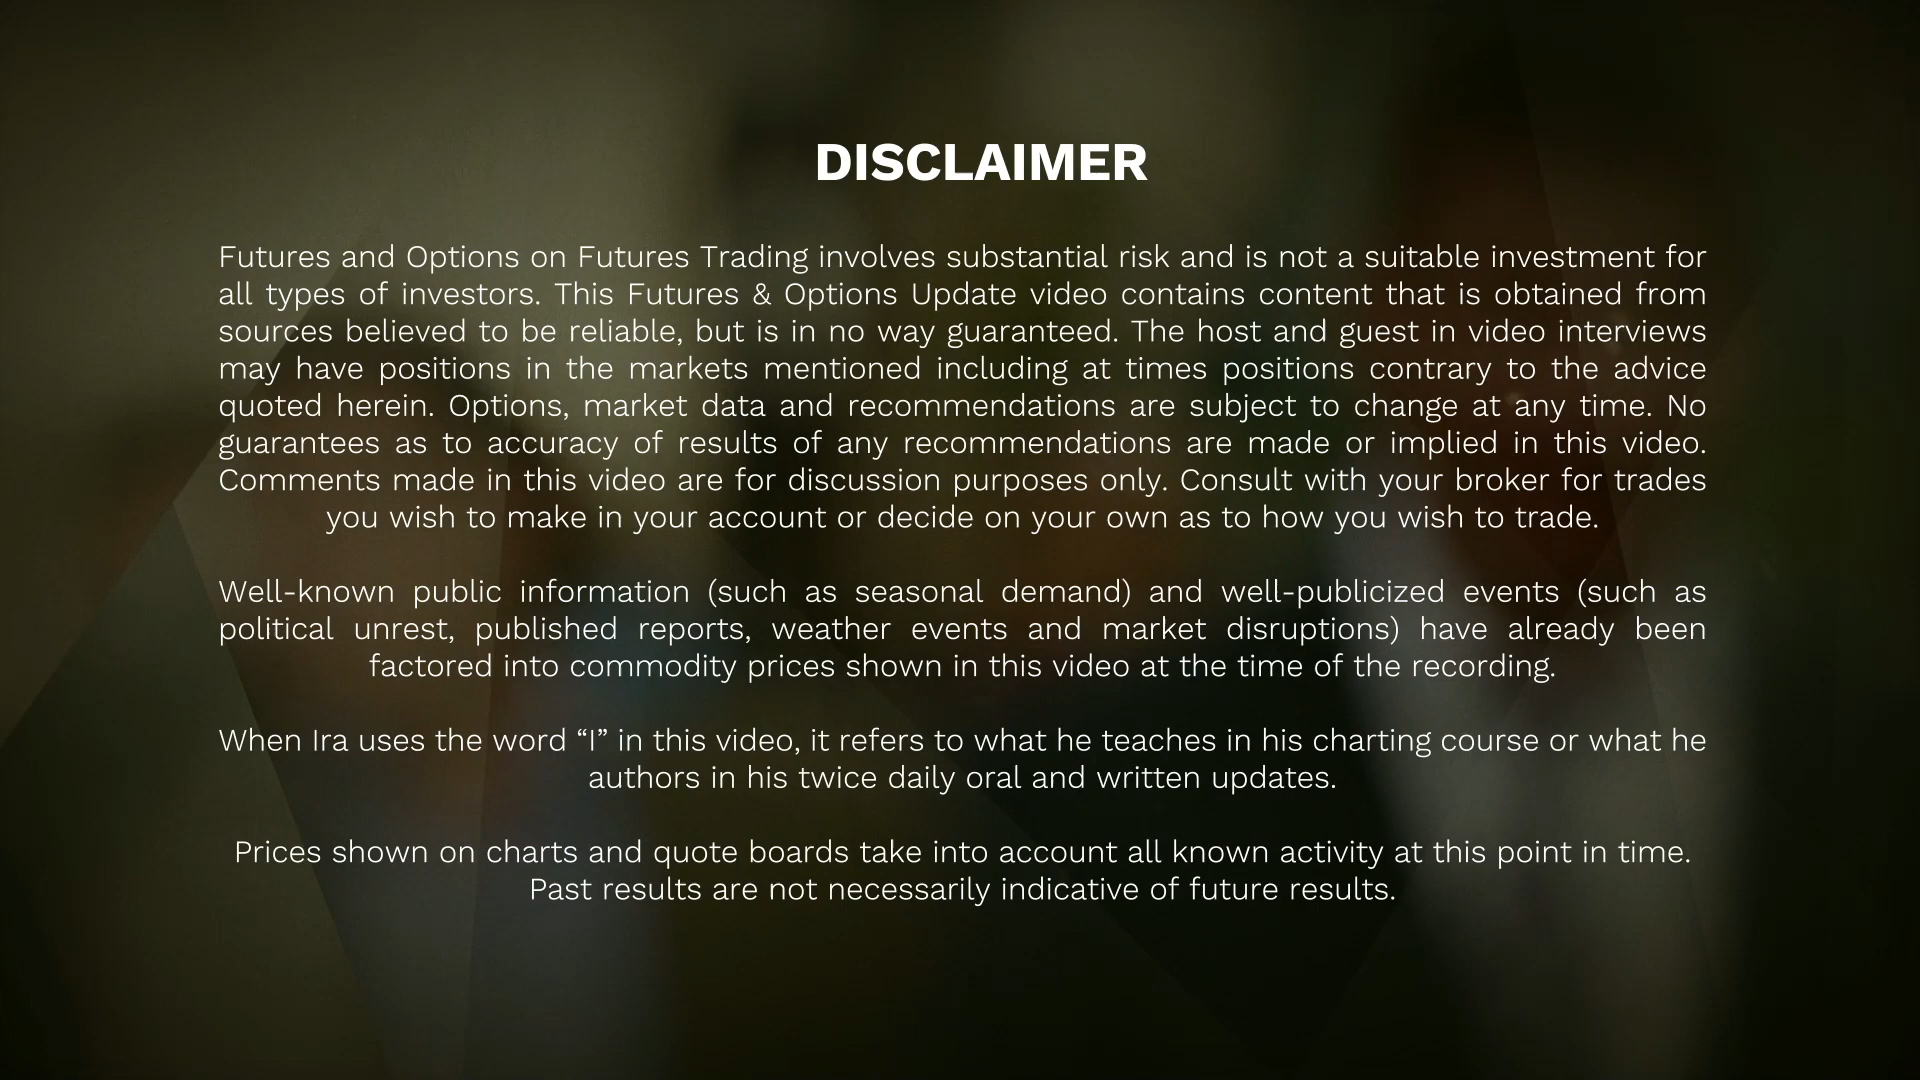 DISCLAIMER
Futures and Options on Futures Trading involves substantial risk and is not a suitable investment for
all types of investors. This Futures & Options Update video contains content that is obtained from
sources believed to be reliable, but is in no way guaranteed. The host and guest in video interviews
may have positions in the markets mentioned including at times positions contrary to the advice
quoted herein. Options, market data and recommendations are subject to change at any time. No
guarantees as to accuracy of results of any recommendations are made or implied in this video.
Comments made in this video are for discussion purposes only. Consult with your broker for trades
you wish to make in your account or decide on your own as to how you wish to trade.
Well-known public information (such as seasonal demand) and well-publicized events (such as
political unrest, published reports, weather events and market disruptions) have already been
factored into commodity prices shown in this video at the time of the recording.
When Ira uses the word “I” in this video, it refers to what he teaches in his charting course or what he
authors in his twice daily oral and written updates.
Prices shown on charts and quote boards take into account all known activity at this point in time.
Past results are not necessarily indicative of future results.